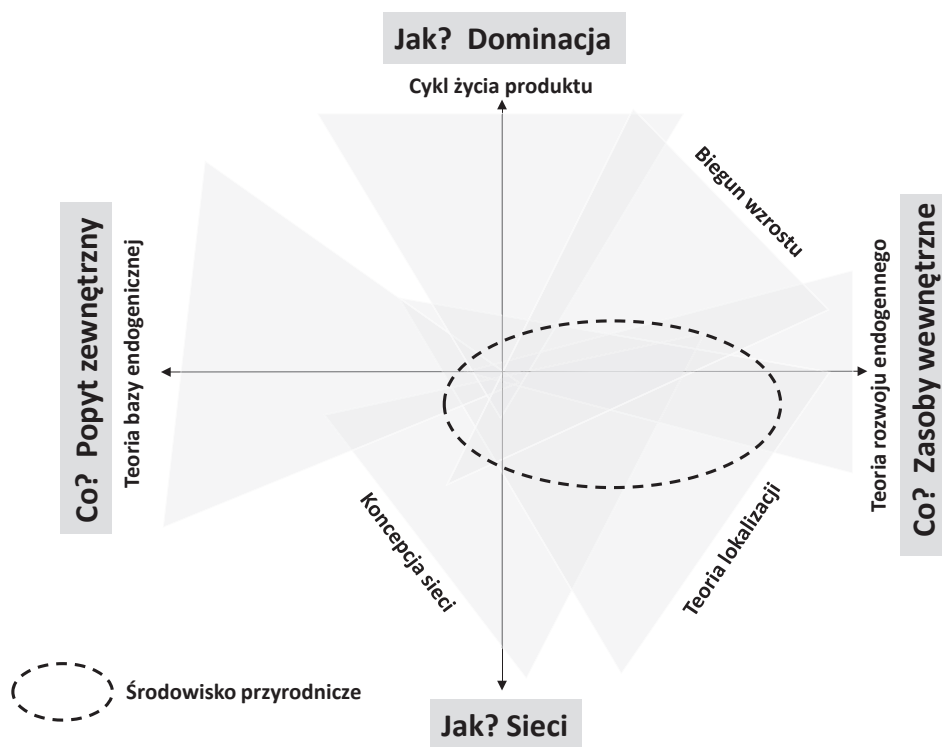 Jak? Dominacja
Cykl życia produktu
Biegun wzrostu
Co? Popyt zewnętrzny
Teoria bazy endogenicznej
Teoria rozwoju endogennego
Co? Zasoby wewnętrzne
Koncepcja sieci
Teoria lokalizacji
Środowisko przyrodnicze
Jak? Sieci